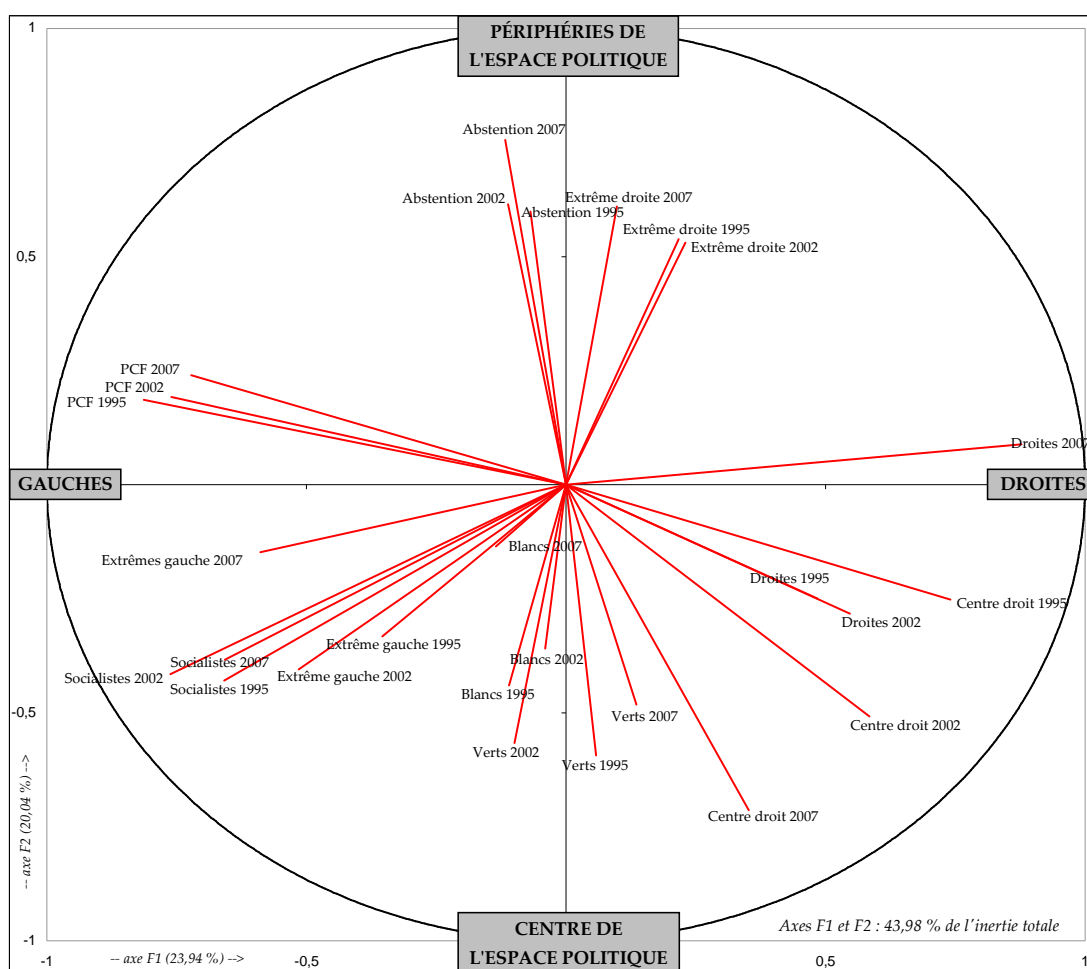 1
PÉRIPHÉRIES DE
L'ESPACE POLITIQUE
Abstention 2007
Abstention 2002
Extrême droite 2007
Abstention 1995
Extrême droite 1995
Extrême droite 2002
0,5
PCF 2007
PCF 2002
PCF 1995
Droites 2007
GAUCHES
DROITES
Blancs 2007
Extrêmes gauche 2007
Droites 1995
Centre droit 1995
Droites 2002
Extrême gauche 1995
Blancs 2002
Socialistes 2007
Socialistes 2002
Extrême gauche 2002
Socialistes 1995
Blancs 1995
-0,5
Verts 2007
Centre droit 2002
Verts 2002
Verts 1995
Centre droit 2007
-- axe F2 (20,04 %) -->
CENTRE DE
L'ESPACE POLITIQUE
Axes F1 et F2 : 43,98 % de l'inertie totale
-1
-1
-- axe F1 (23,94 %) -->
-0,5
0,5
1